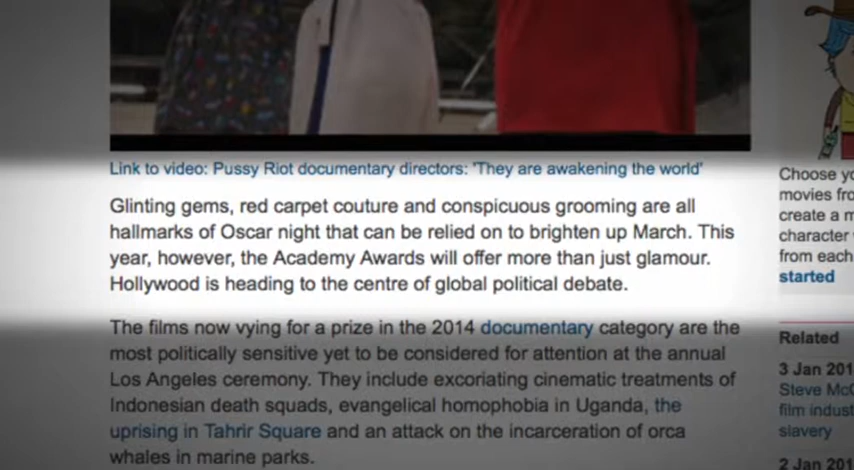 Link to video: Pussy Riot documentary directors: 'They are awakening the world'
Glinting gems, red carpet couture and conspicuous grooming are all
hallmarks of Oscar night that can be relied on to brighten up March. This
year, however, the Academy Awards will offer more than just glamour.
Hollywood is heading to the centre of global political debate.
The films now vying for a prize in the 2014 documentary category are the
most politically sensitive yet to be considered for attention at the annual
Los Angeles ceremony. They include excoriating cinematic treatments of
Indonesian death squads, evangelical homophobia in Uganda, the
uprising in Tahrir Square and an attack on the incarceration of orca
whales in marine parks.
Choose
movies
create a
character
from each
started
Related
3 Jan
Steve
film
slavery
2 Jan